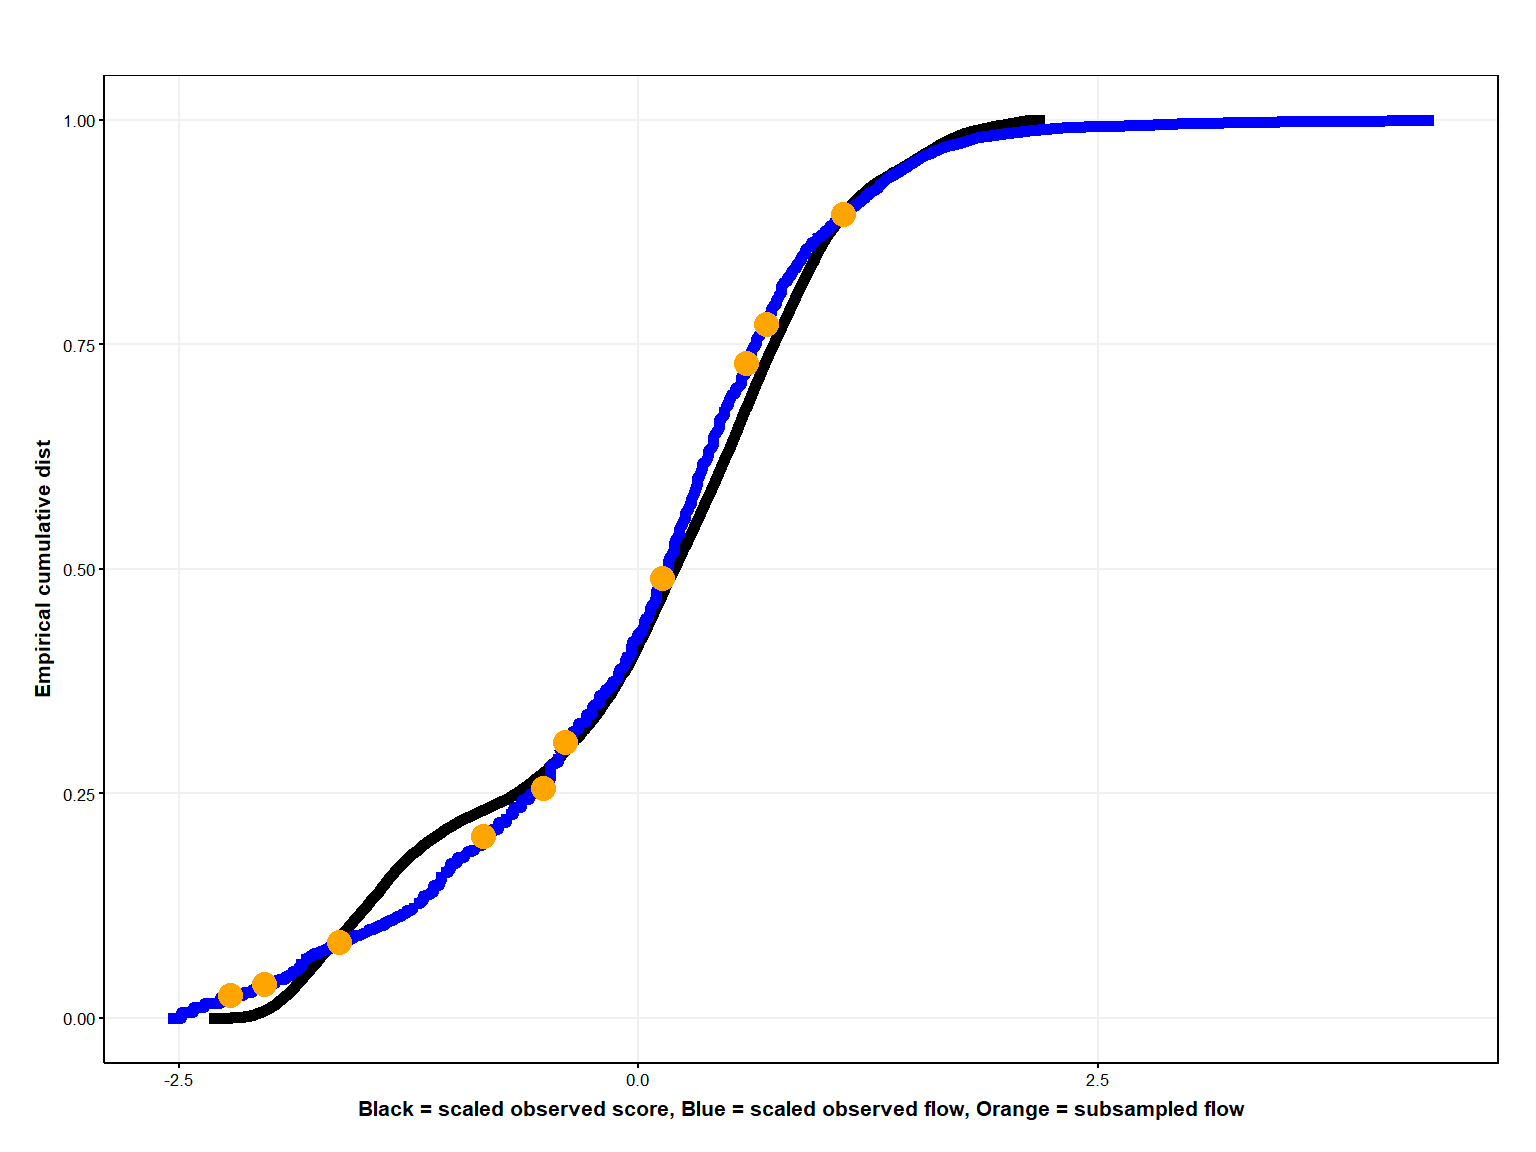 1.00
0.75
0.50
0.25
0.00
Empirical cumulative dist
-2.5 0.0 2.5
Black = scaled observed score, Blue = scaled observed flow, Orange = subsampled flow